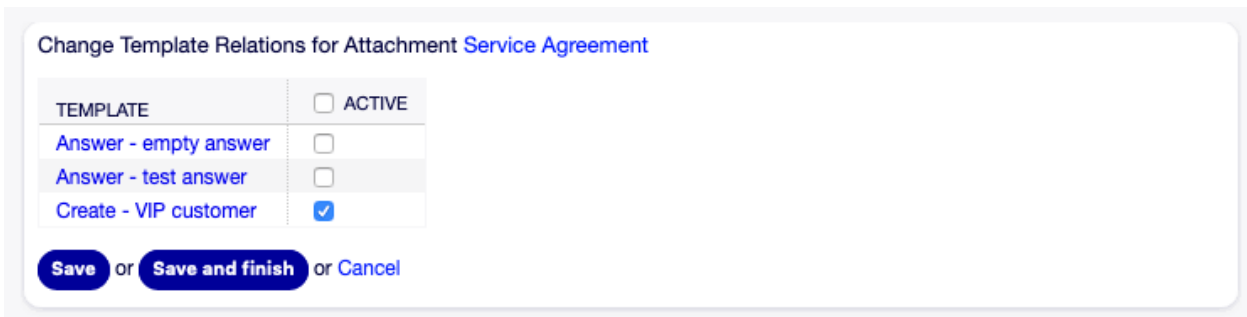 Change Template Relations for Attachment Service Agreement
TEMPLATE ACTIVE
Answer - empty answer
Answer - test answer
Create - VIP customer
Save or Save and finish or Cancel